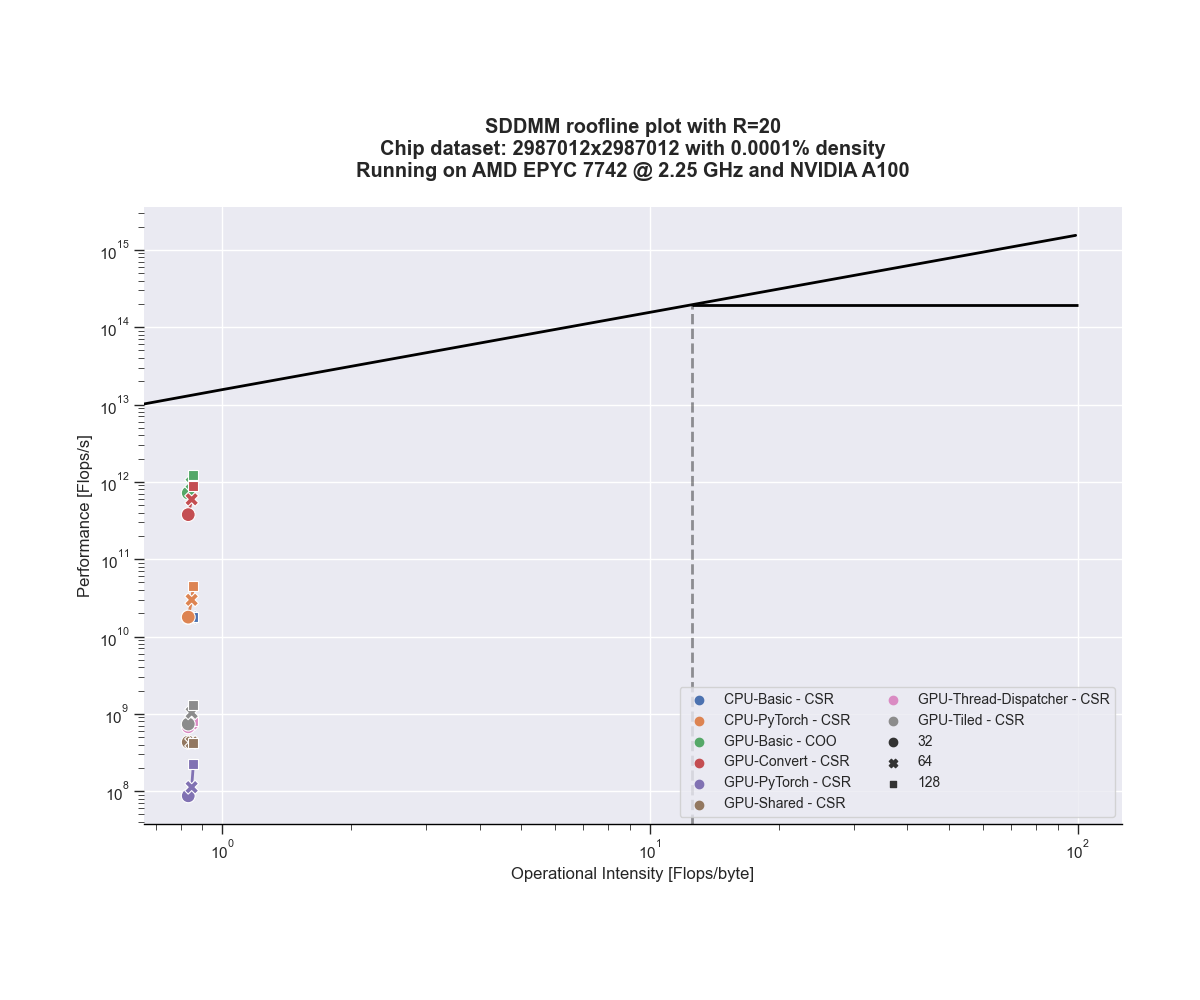 SDDMM roofline plot with R=20
Chip dataset: 2987012x2987012 with 0.0001% density
Running on AMD EPYC 7742 @ 2.25 GHz and NVIDIA A100
10^15
10^14
10^13
10^12
10^11
10^10
10^9
10^8
Performance [Flops/s]
10^0
10^1
10^2
Operational Intensity [Flops/byte]
CPU-Basic - CSR
CPU-PyTorch - CSR
GPU-Basic - COO
GPU-Convert - CSR
GPU-PyTorch - CSR
GPU-Shared - CSR
GPU-Thread-Dispatcher - CSR
GPU-Tiled - CSR
32
64
128